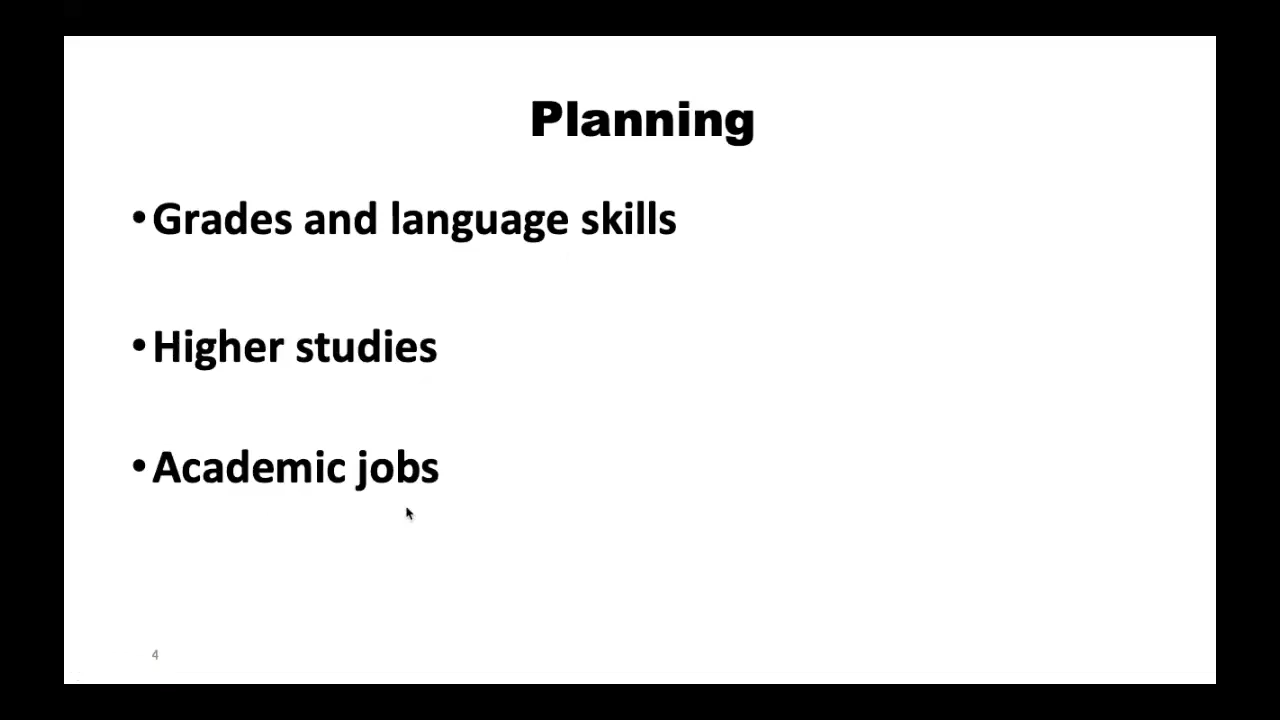 Planning
•Grades and language skills
•Higher studies
•Academic jobs
4